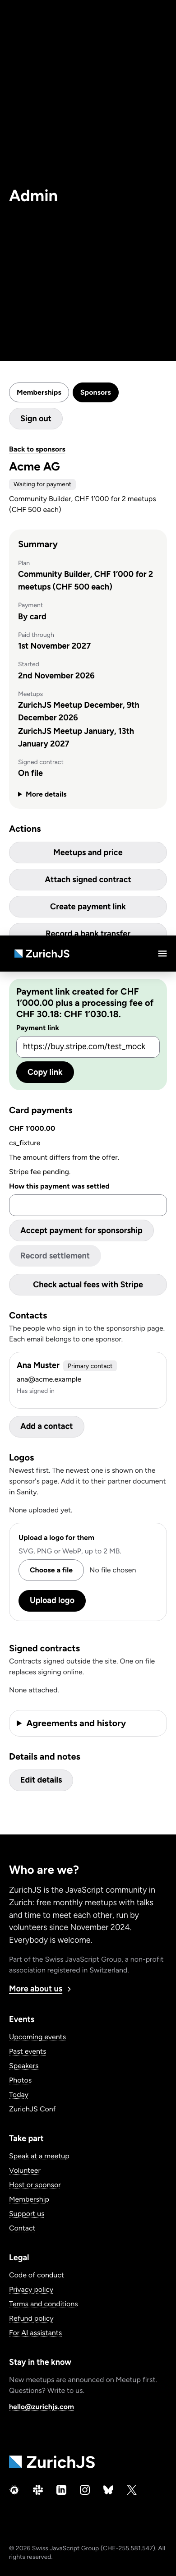 Admin
Memberships
Sponsors
Sign out
Back to sponsors
Acme AG
Waiting for payment
Community Builder, CHF 1'000 for 2 meetups
(CHF 500 each)
Summary
Plan
Community Builder, CHF 1'000 for 2
meetups (CHF 500 each)
Payment
By card
Paid through
1st November 2027
Started
2nd November 2026
Meetups
ZurichJS Meetup December, 9th
December 2026
ZurichJS Meetup January, 13th
January 2027
Signed contract
On file
More details
Actions
Meetups and price
Attach signed contract
Create payment link
Record a bank transfer
ZurichJS
Payment link created for CHF
1'000.00 plus a processing fee of
CHF 30.18: CHF 1'030.18.
Payment link
https://buy.stripe.com/test_mock
Copy link
Card payments
CHF 1'000.00
cs_fixture
The amount differs from the offer.
Stripe fee pending.
How this payment was settled
Accept payment for sponsorship
Record settlement
Check actual fees with Stripe
Contacts
The people who sign in to the sponsorship page.
Each email belongs to one sponsor.
Ana Muster
Primary contact
ana@acme.example
Has signed in
Add a contact
Logos
Newest first. The newest one is shown on the
sponsor's page. Add it to their partner document
in Sanity.
None uploaded yet.
Upload a logo for them
SVG, PNG or WebP, up to 2 MB.
Choose a file
No file chosen
Upload logo
Signed contracts
Contracts signed outside the site. One on file
replaces signing online.
None attached.
Agreements and history
Details and notes
Edit details
Who are we?
ZurichJS is the JavaScript community in
Zurich: free monthly meetups with talks
and time to meet each other, run by
volunteers since November 2024.
Everybody is welcome.
Part of the Swiss JavaScript Group, a non-profit
association registered in Switzerland.
More about us
Events
Upcoming events
Past events
Speakers
Photos
Today
ZurichJS Conf
Take part
Speak at a meetup
Volunteer
Host or sponsor
Membership
Support us
Contact
Legal
Code of conduct
Privacy policy
Terms and conditions
Refund policy
For AI assistants
Stay in the know
New meetups are announced on Meetup first.
Questions? Write to us.
hello@zurichjs.com
ZurichJS
© 2026 Swiss JavaScript Group (CHE-255.581.547). All
rights reserved.